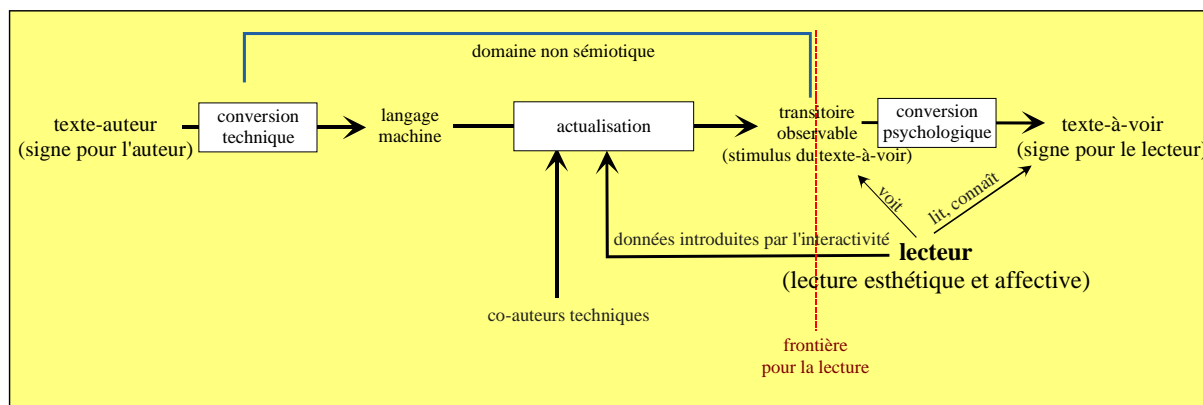 domaine non sémiotique
texte-auteur
(signe pour l'auteur)
conversion
technique
langage
machine
actualisation
transitoire
observable
(stimulus du texte-à-voir)
conversion
psychologique
texte-à-voir
(signe pour le lecteur)
voit
lit, connaît
données introduites par l'interactivité
lecteur
(lecture esthétique et affective)
co-auteurs techniques
frontière
pour la lecture